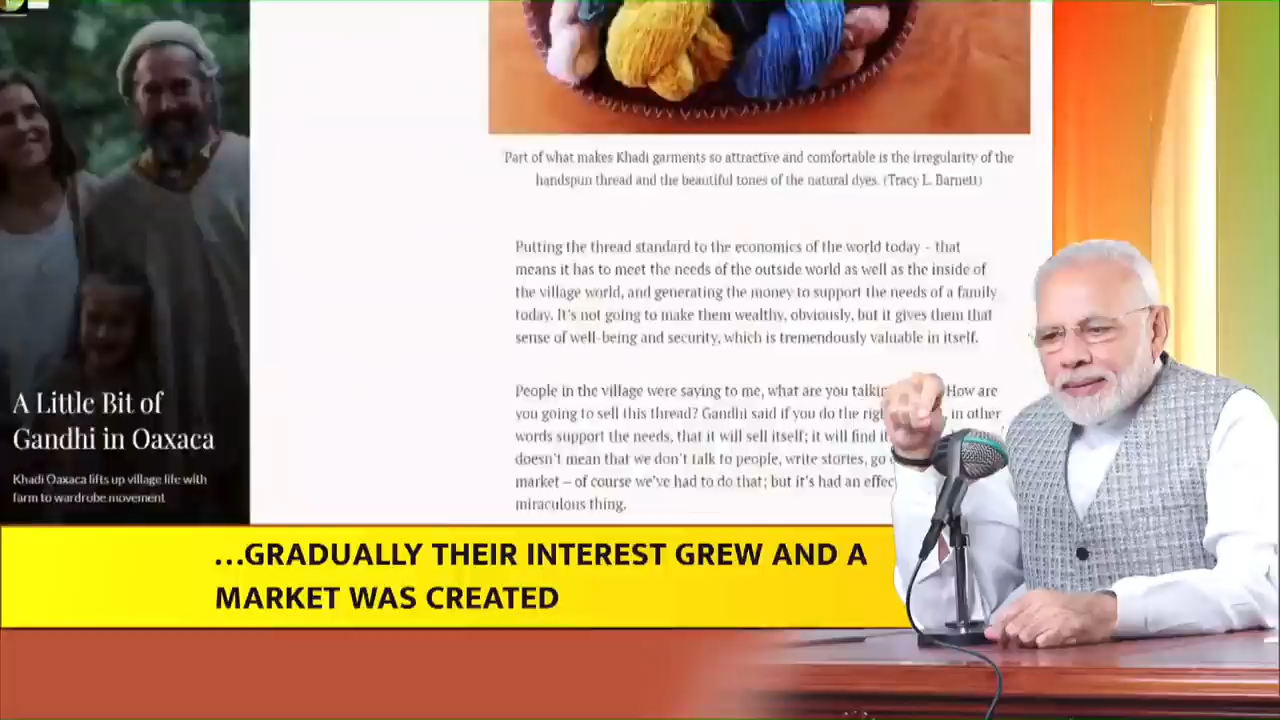 Part of what makes Khadi garments so attractive and comfortable is the irregularity of the
handspun thread and the beautiful tones of the natural dyes. (Tracy L. Barnett)
Putting the thread standard to the economics of the world today - that
means it has to meet the needs of the outside world as well as the inside of
the village world, and generating the money to support the needs of a family
today. It's not going to make them wealthy, obviously, but it gives them that
sense of well-being and security, which is tremendously valuable in itself.
People in the village were saying to me, what are you How are
you going to sell this thread? Gandhi said if you do the in other
words support the needs, that it will sell itself; it will find
doesn't mean that we don't talk to people, write stories, go
market – of course we've had to do that; but it's had an
miraculous thing.
A Little Bit of
Gandhi in Oaxaca
Khadi Oaxaca lifts up village life with
farm to wardrobe movement
...GRADUALLY THEIR INTEREST GREW AND A
MARKET WAS CREATED